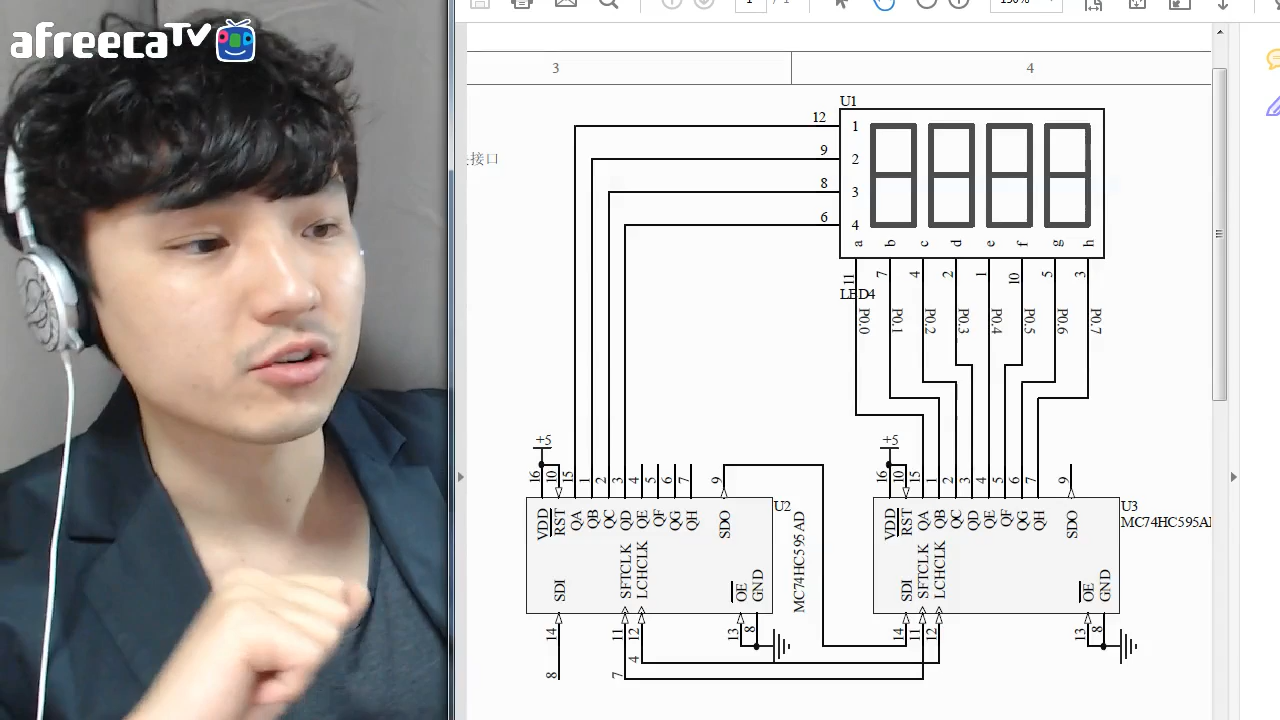 afreecaTV
1 / 1
150%
3
4
接口
U1
12
9
8
6
1
2
3
4
a b c d e f g h
11 7 4 2 1 10 5 3
LED4
P0.0 P0.1 P0.2 P0.3 P0.4 P0.5 P0.6 P0.7
+5
16 10 15 1 2 3 4 5 6 7 9
VDD RST QA QB QC QD QE QF QG QH SDO
U2
MC74HC595AD
SDI SFTCLK LCHCLK OE GND
14 11 12 13 8
8 7 4
+5
16 10 15 1 2 3 4 5 6 7 9
VDD RST QA QB QC QD QE QF QG QH SDO
U3
MC74HC595A
SDI SFTCLK LCHCLK OE GND
14 11 12 13 8